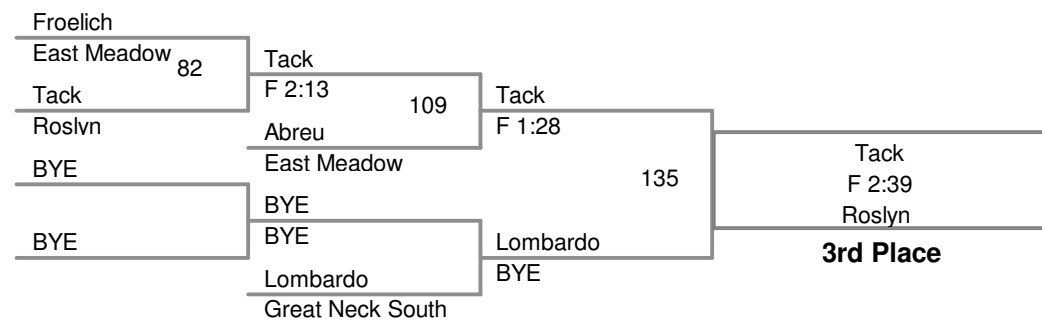 Froelich
East Meadow
82
Tack
Roslyn
BYE
BYE
Tack
F 2:13
109
Abreu
East Meadow
BYE
BYE
Lombardo
Great Neck South
Tack
F 1:28
135
Lombardo
BYE
Tack
F 2:39
Roslyn
3rd Place